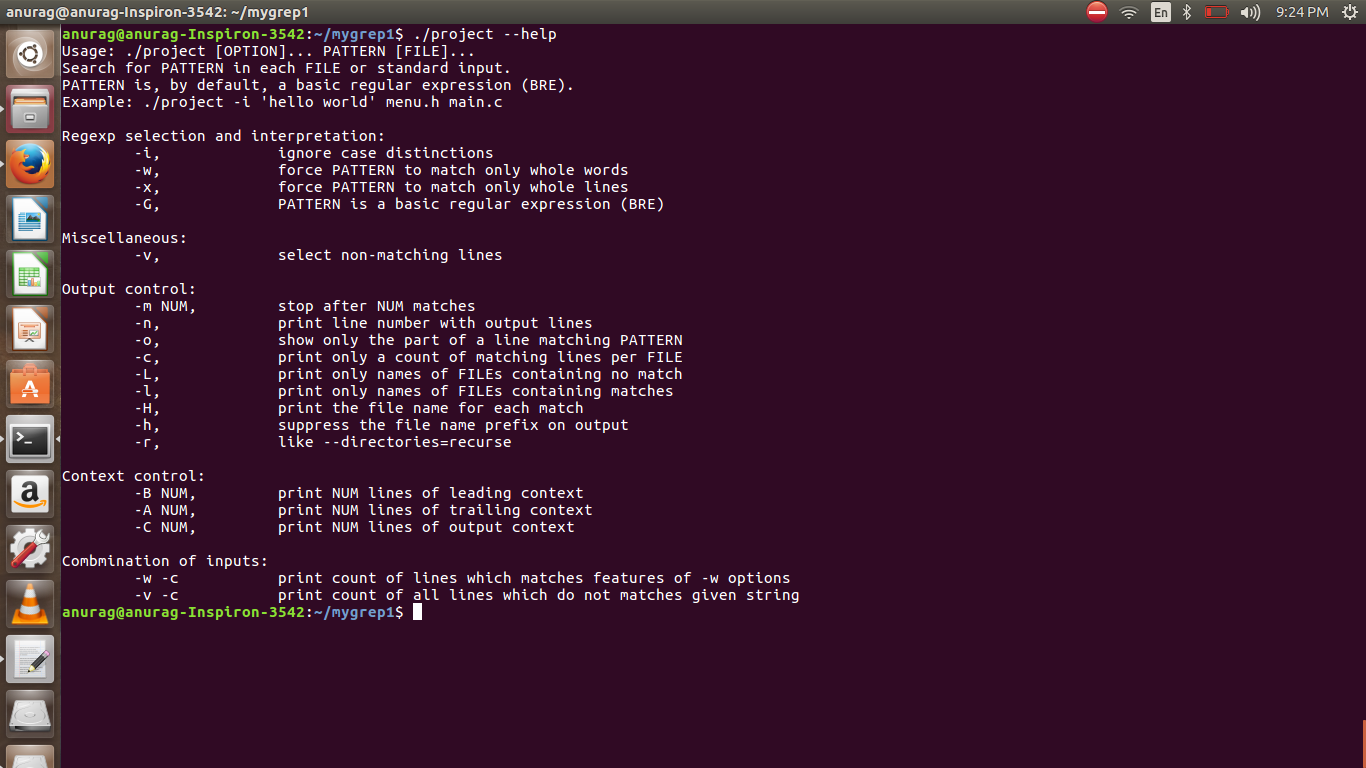 anurag@anurag-Inspiron-3542: ~/mygrep1
En
9:24 PM
anurag@anurag-Inspiron-3542:~/mygrep1$ ./project --help
Usage: ./project [OPTION]... PATTERN [FILE]...
Search for PATTERN in each FILE or standard input.
PATTERN is, by default, a basic regular expression (BRE).
Example: ./project -i 'hello world' menu.h main.c

Regexp selection and interpretation:
        -i,             ignore case distinctions
        -w,             force PATTERN to match only whole words
        -x,             force PATTERN to match only whole lines
        -G,             PATTERN is a basic regular expression (BRE)

Miscellaneous:
        -v,             select non-matching lines

Output control:
        -m NUM,         stop after NUM matches
        -n,             print line number with output lines
        -o,             show only the part of a line matching PATTERN
        -c,             print only a count of matching lines per FILE
        -L,             print only names of FILEs containing no match
        -l,             print only names of FILEs containing matches
        -H,             print the file name for each match
        -h,             suppress the file name prefix on output
        -r,             like --directories=recurse

Context control:
        -B NUM,         print NUM lines of leading context
        -A NUM,         print NUM lines of trailing context
        -C NUM,         print NUM lines of output context

Combmination of inputs:
        -w -c           print count of lines which matches features of -w options
        -v -c           print count of all lines which do not matches given string
anurag@anurag-Inspiron-3542:~/mygrep1$